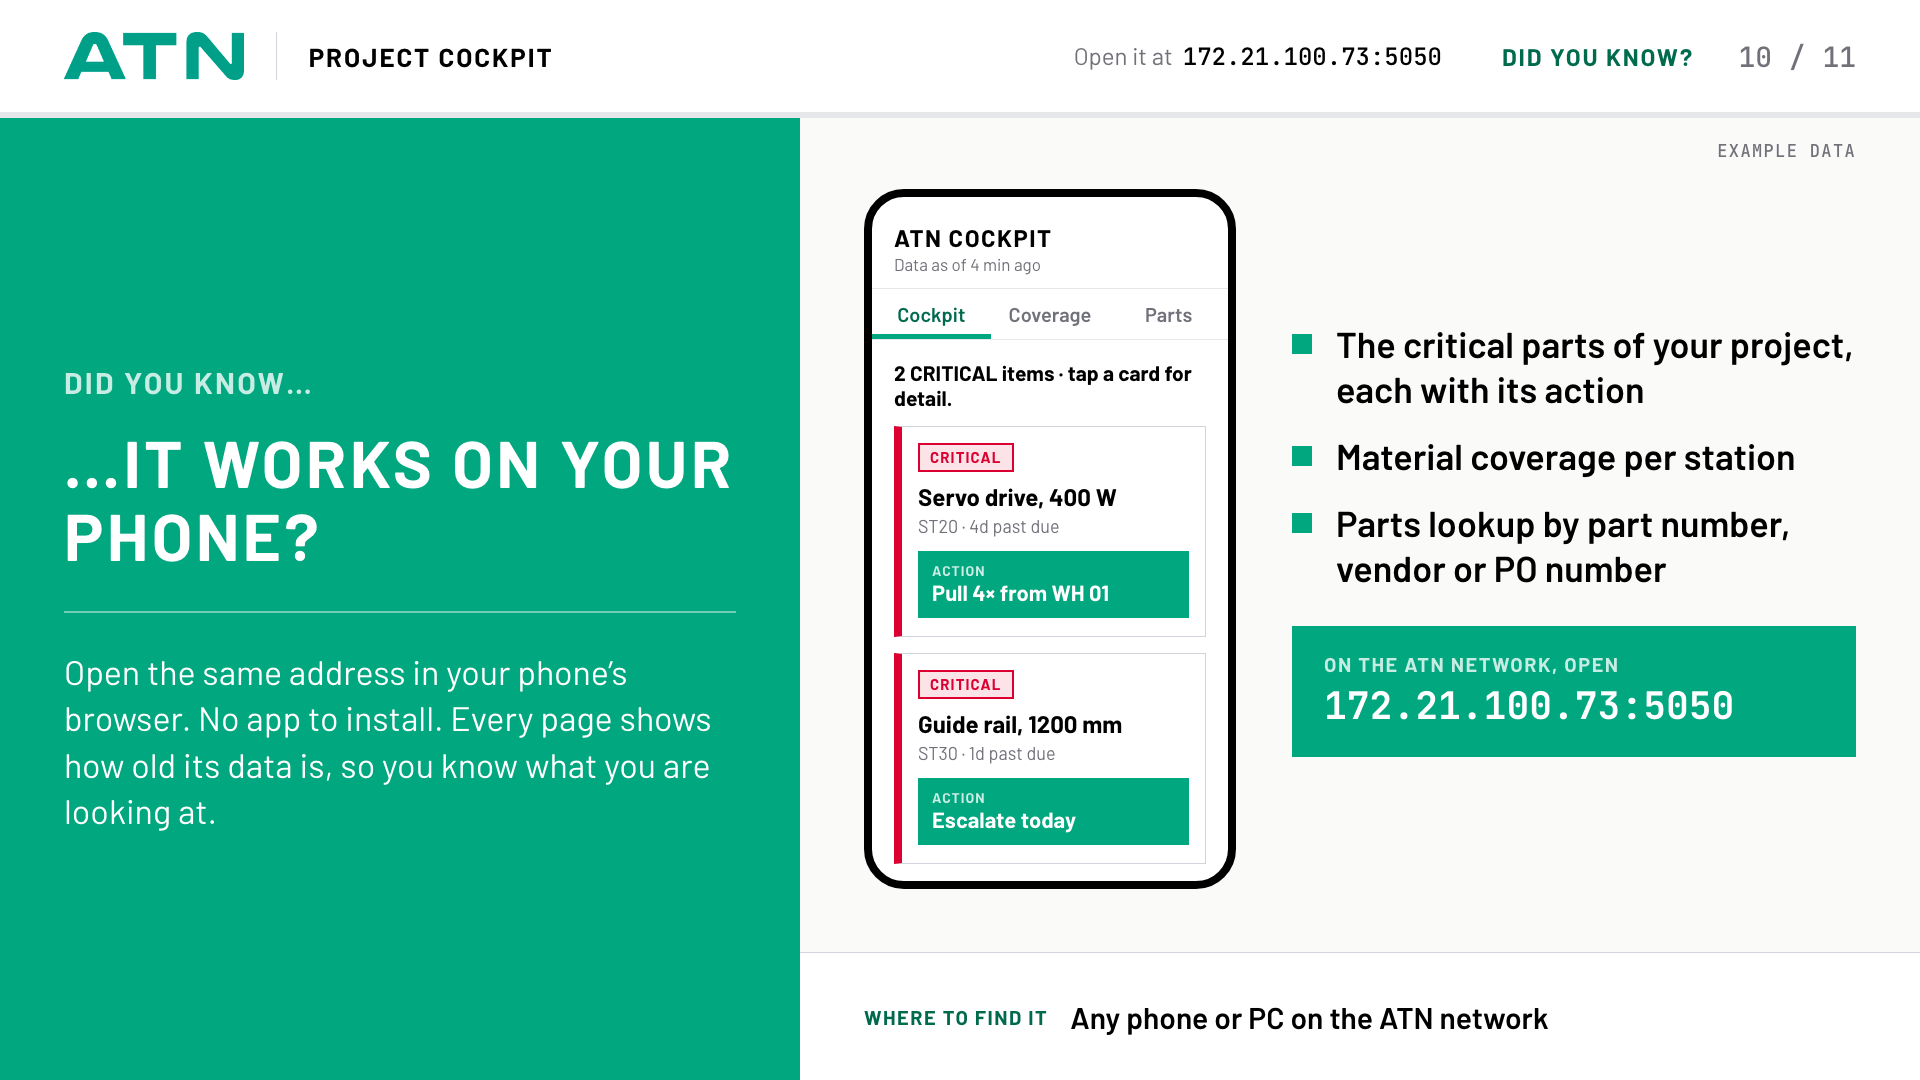 ATN
PROJECT COCKPIT
Open it at 172.21.100.73:5050
DID YOU KNOW?
10 / 11
DID YOU KNOW...
...IT WORKS ON YOUR
PHONE?
Open the same address in your phone’s
browser. No app to install. Every page shows
how old its data is, so you know what you are
looking at.
EXAMPLE DATA
ATN COCKPIT
Data as of 4 min ago
Cockpit Coverage Parts
2 CRITICAL items · tap a card for
detail.
CRITICAL
Servo drive, 400 W
ST20 · 4d past due
ACTION
Pull 4× from WH 01
CRITICAL
Guide rail, 1200 mm
ST30 · 1d past due
ACTION
Escalate today
The critical parts of your project,
each with its action
Material coverage per station
Parts lookup by part number,
vendor or PO number
ON THE ATN NETWORK, OPEN
172.21.100.73:5050
WHERE TO FIND IT Any phone or PC on the ATN network